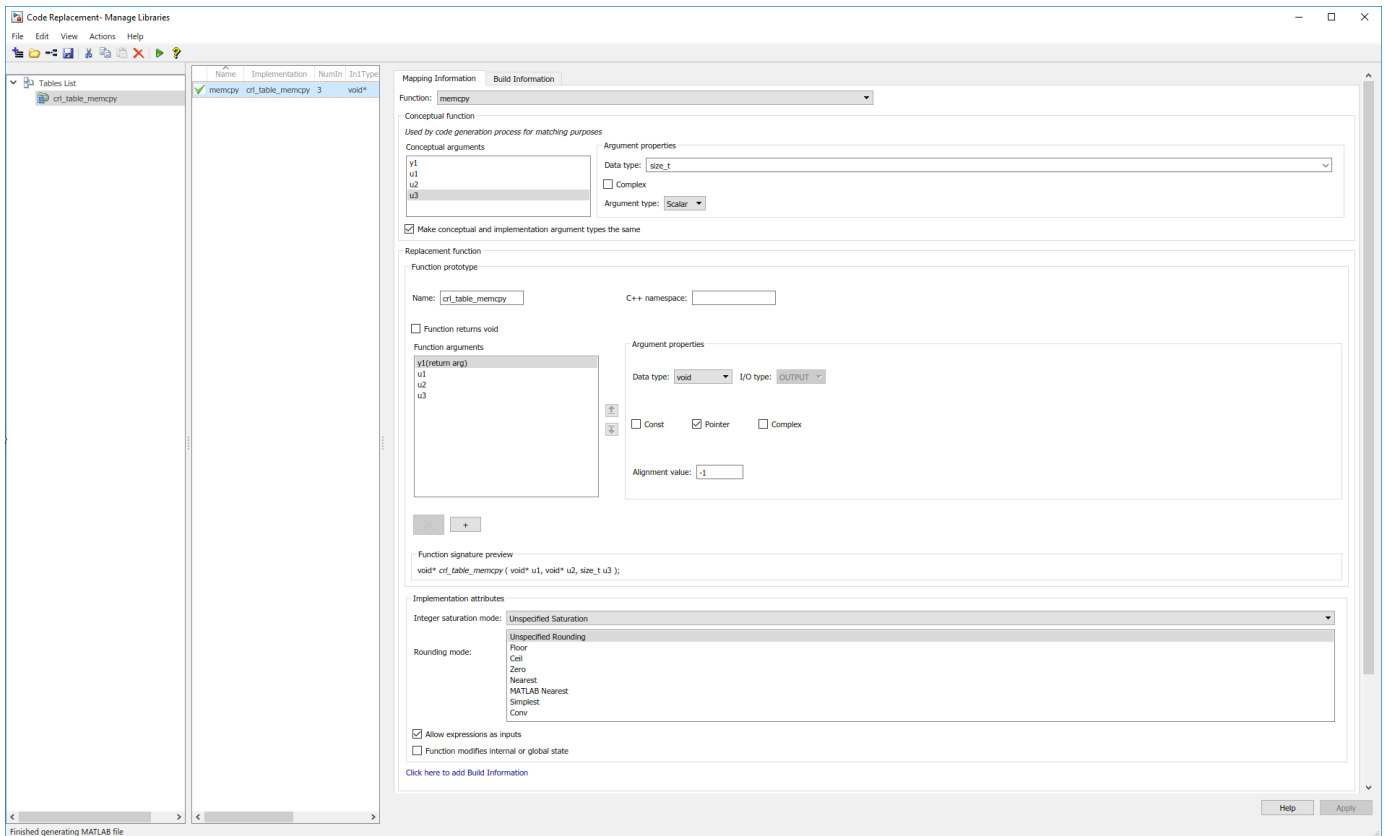 Code Replacement- Manage Libraries
File Edit View Actions Help
Tables List
crl_table_memcpy
Name Implementation NumIn In1Type
memcpy crl_table_memcpy 3 void*
Mapping Information Build Information
Function: memcpy
Conceptual function
Used by code generation process for matching purposes
Conceptual arguments
y1
u1
u2
u3
Argument properties
Data type: size_t
Complex
Argument type: Scalar
Make conceptual and implementation argument types the same
Replacement function
Function prototype
Name: crl_table_memcpy C++ namespace:
Function returns void
Function arguments
y1(return arg)
u1
u2
u3
Argument properties
Data type: void I/O type: OUTPUT
Const Pointer Complex
Alignment value: -1
+
Function signature preview
void* crl_table_memcpy ( void* u1, void* u2, size_t u3 );
Implementation attributes
Integer saturation mode: Unspecified Saturation
Rounding mode:
Unspecified Rounding
Floor
Ceil
Zero
Nearest
MATLAB Nearest
Simplest
Conv
Allow expressions as inputs
Function modifies internal or global state
Click here to add Build Information
Help Apply
Finished generating MATLAB file